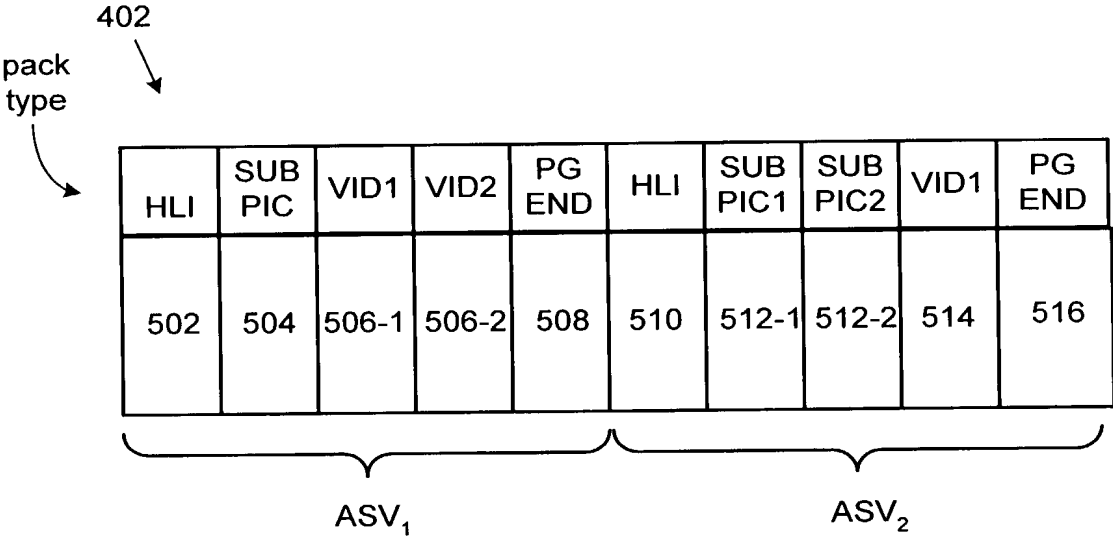 402
pack
type
HLI SUB PIC VID1 VID2 PG END HLI SUB PIC1 SUB PIC2 VID1 PG END
502 504 506-1 506-2 508 510 512-1 512-2 514 516
ASV₁ ASV₂